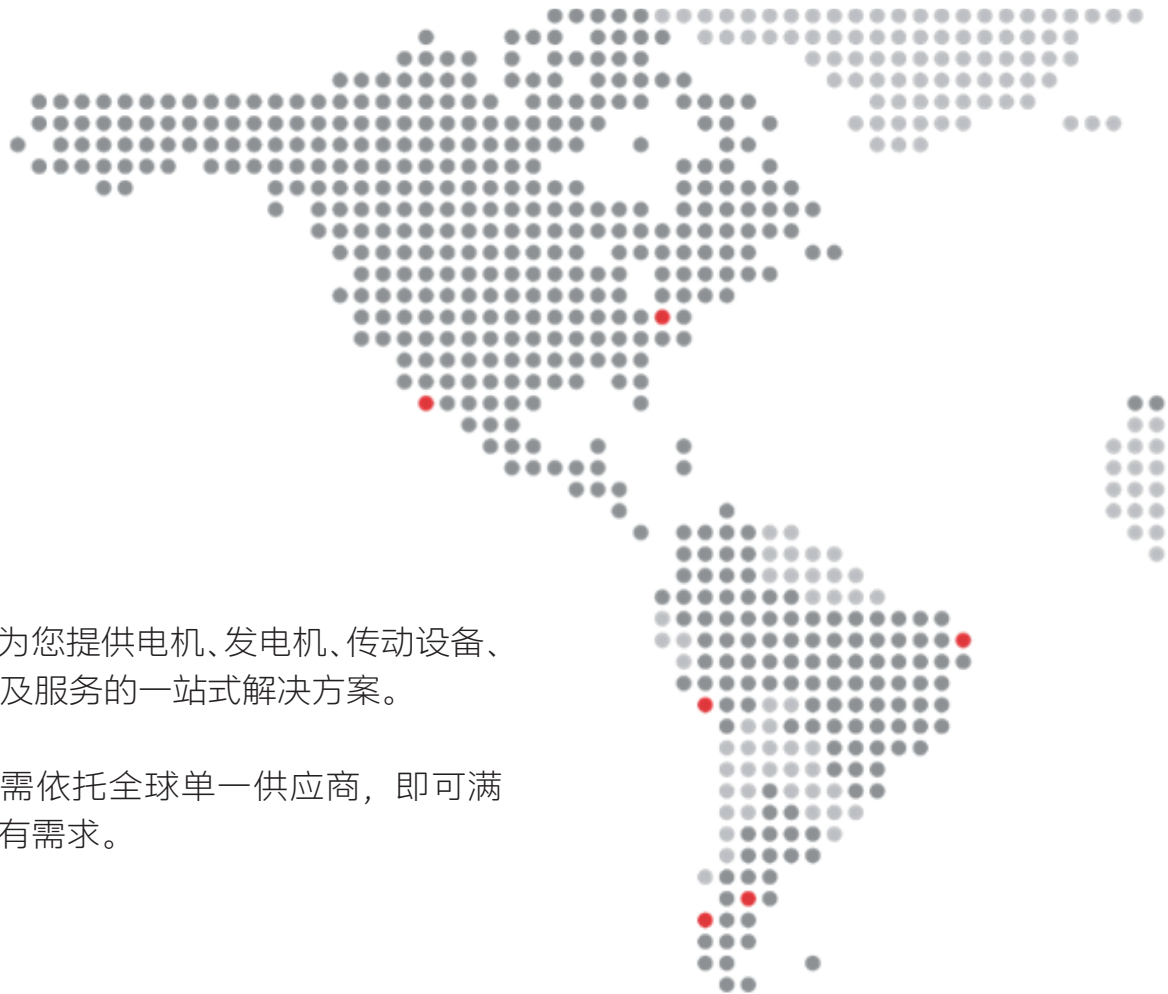 为您提供电机、发电机、传动设备、
及服务的一站式解决方案。
需依托全球单一供应商，即可满
有需求。